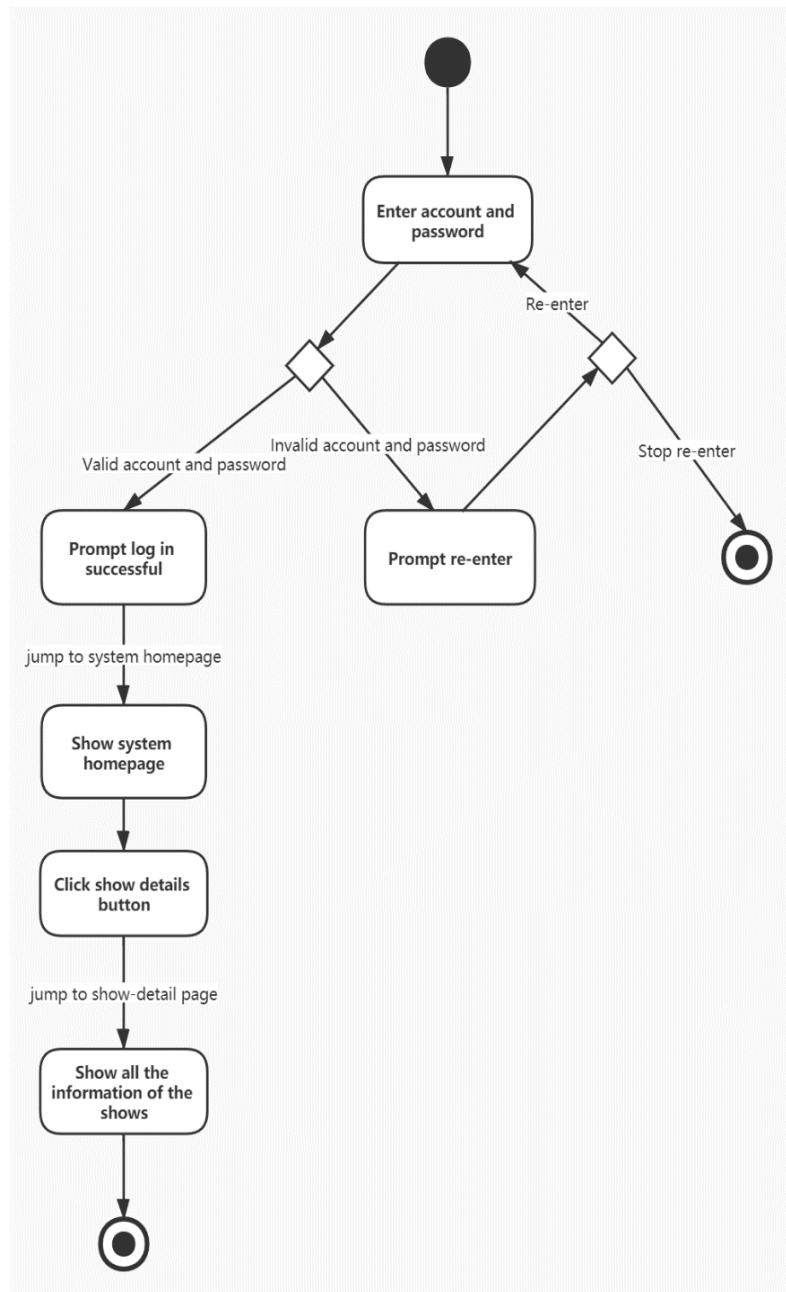 Enter account and
password
Re-enter
Invalid account and password
Stop re-enter
Valid account and password
Prompt log in
successful
Prompt re-enter
jump to system homepage
Show system
homepage
Click show details
button
jump to show-detail page
Show all the
information of the
shows